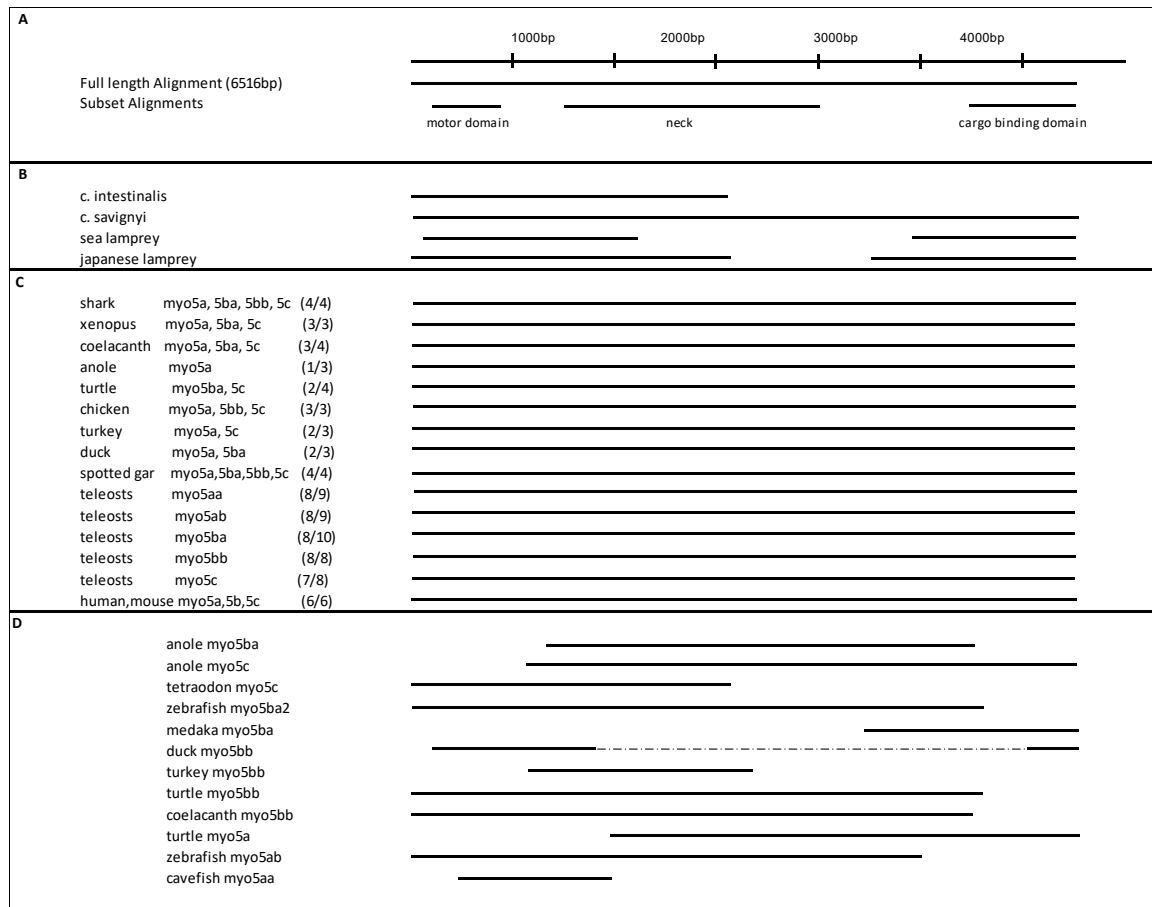 A
1000bp 2000bp 3000bp 4000bp
Full length Alignment (6516bp)
Subset Alignments
motor domain neck cargo binding domain
B
c. intestinalis
c. savignyi
sea lamprey
japanese lamprey
C
shark myo5a, 5ba, 5bb, 5c (4/4)
xenopus myo5a, 5ba, 5c (3/3)
coelacanth myo5a, 5ba, 5c (3/4)
anole myo5a (1/3)
turtle myo5ba, 5c (2/4)
chicken myo5a, 5bb, 5c (3/3)
turkey myo5a, 5c (2/3)
duck myo5a, 5ba (2/3)
spotted gar myo5a,5ba,5bb,5c (4/4)
teleosts myo5aa (8/9)
teleosts myo5ab (8/9)
teleosts myo5ba (8/10)
teleosts myo5bb (8/8)
teleosts myo5c (7/8)
human,mouse myo5a,5b,5c (6/6)
D
anole myo5ba
anole myo5c
tetraodon myo5c
zebrafish myo5ba2
medaka myo5ba
duck myo5bb
turkey myo5bb
turtle myo5bb
coelacanth myo5bb
turtle myo5a
zebrafish myo5ab
cavefish myo5aa